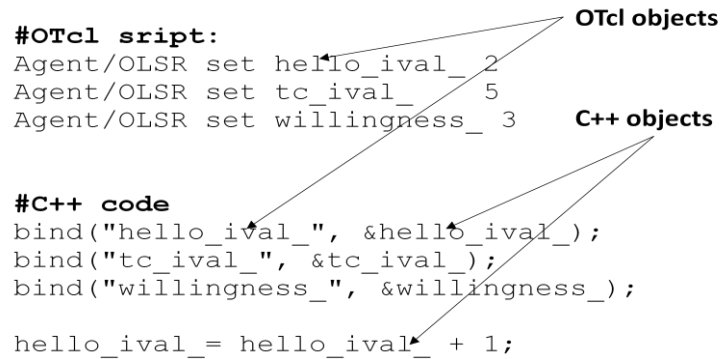 OTcl objects
#OTcl sript:
Agent/OLSR set hello_ival_ 2
Agent/OLSR set tc_ival_ 5
Agent/OLSR set willingness_ 3
C++ objects
#C++ code
bind("hello_ival_", &hello_ival_);
bind("tc_ival_", &tc_ival_);
bind("willingness_", &willingness_);
hello_ival_= hello_ival_ + 1;